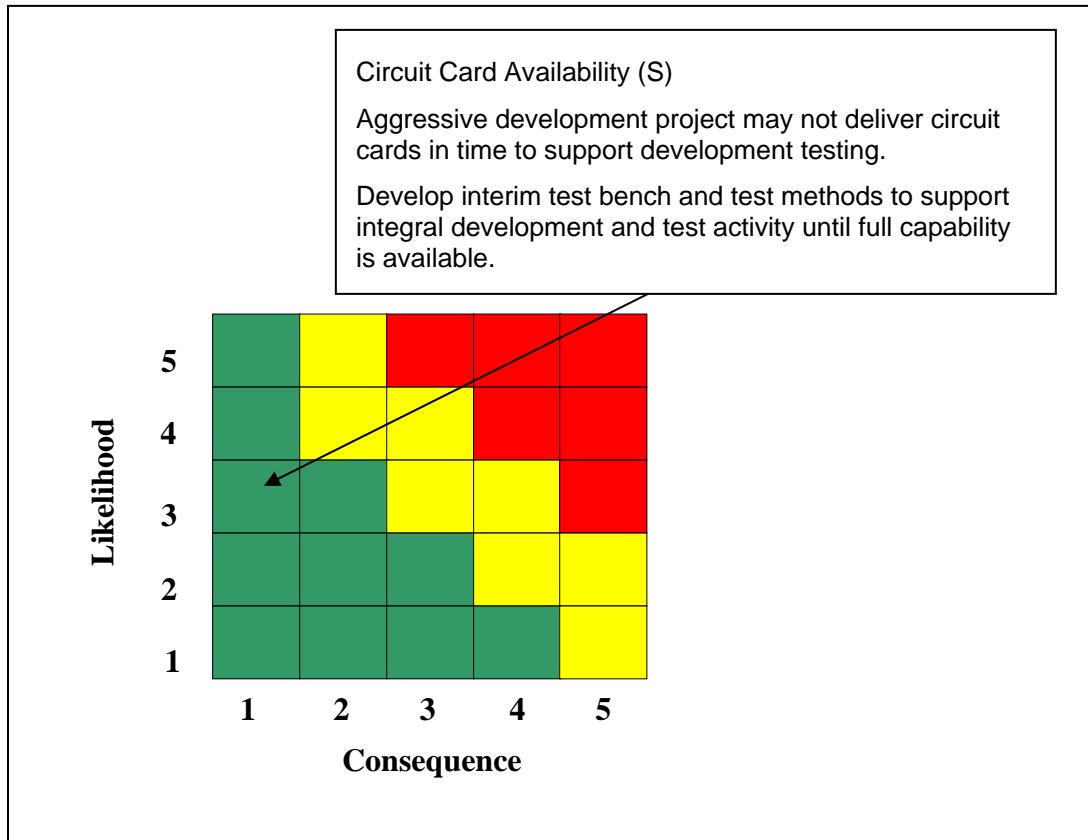 Circuit Card Availability (S)
Aggressive development project may not deliver circuit
cards in time to support development testing.
Develop interim test bench and test methods to support
integral development and test activity until full capability
is available.
Likelihood
5
4
3
2
1
1 2 3 4 5
Consequence